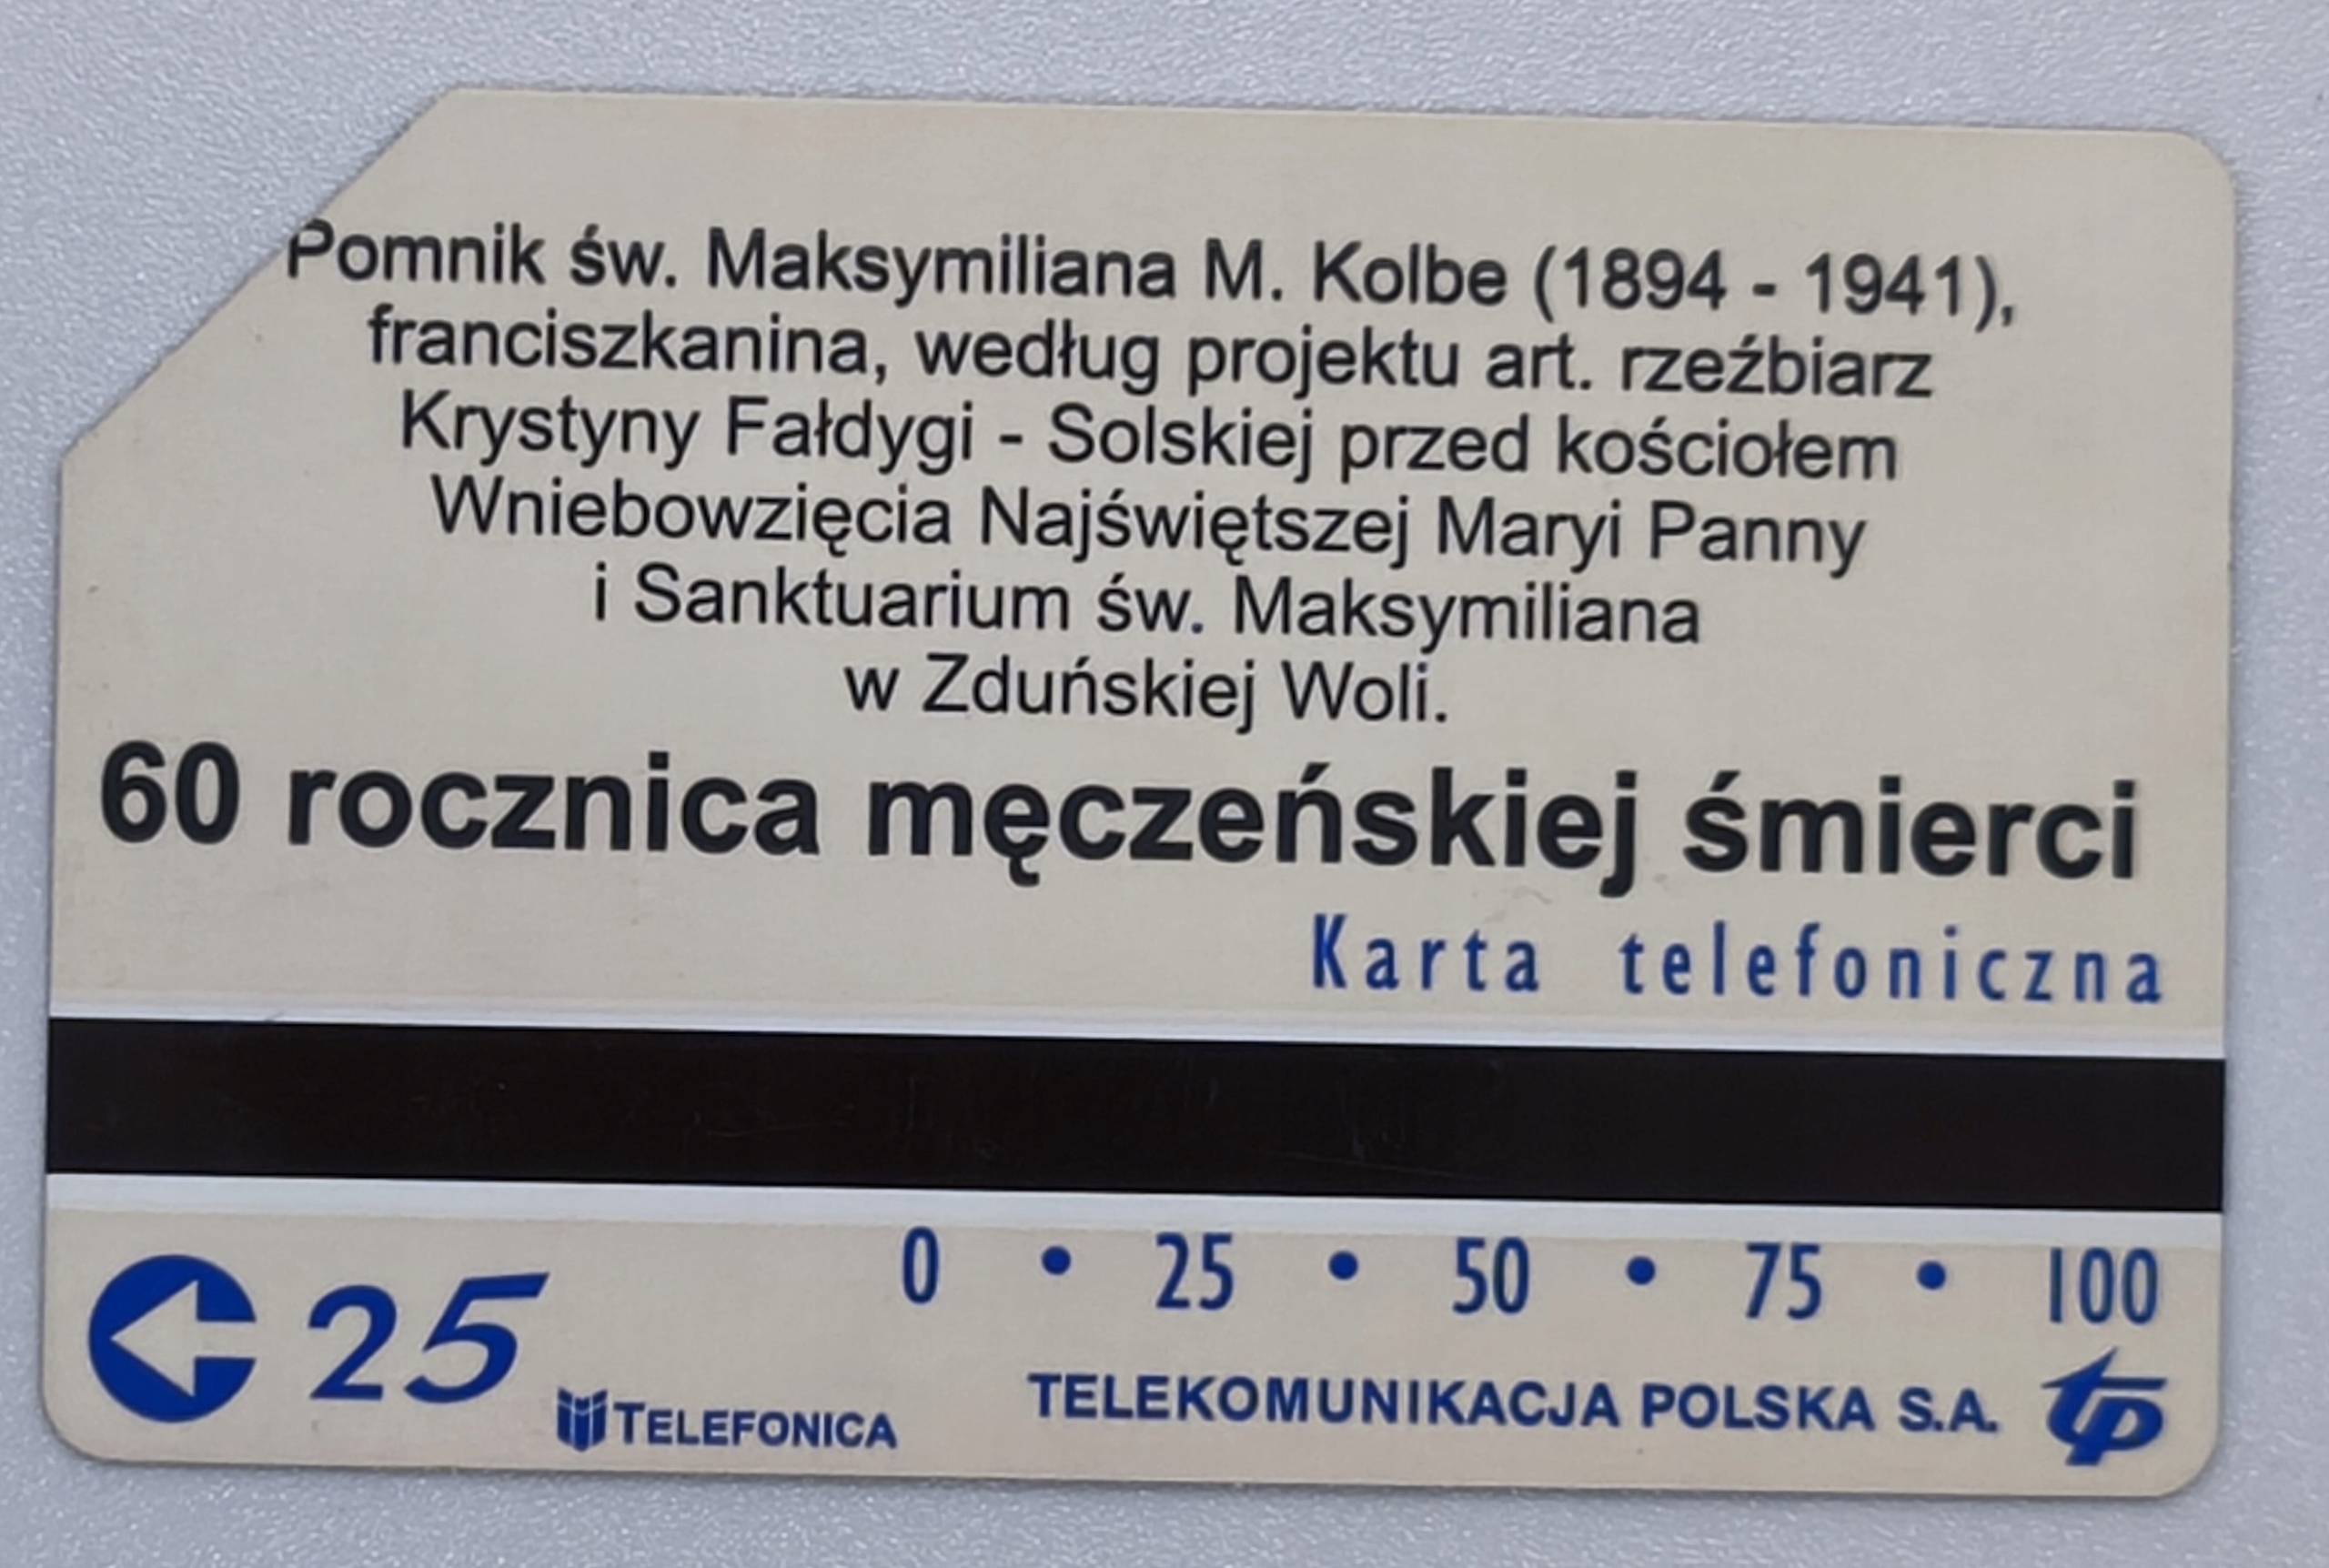 Pomnik św. Maksymiliana M. Kolbe (1894 - 1941),
franciszkanina, według projektu art. rzeźbiarz
Krystyny Fałdygi - Solskiej przed kościołem
Wniebowzięcia Najświętszej Maryi Panny
i Sanktuarium św. Maksymiliana
w Zduńskiej Woli.
60 rocznica męczeńskiej śmierci
Karta telefoniczna
0 • 25 • 50 • 75 • 100
25
TELEFONICA
TELEKOMUNIKACJA POLSKA S.A. tp